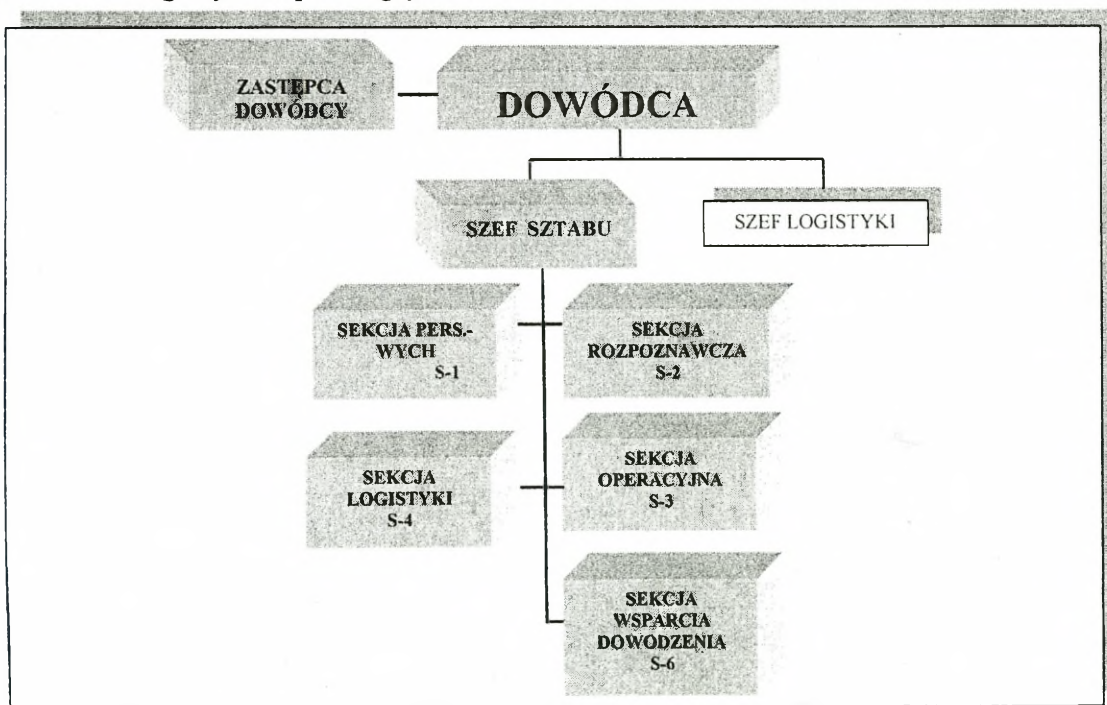 ZASTĘPCA
DOWÓDCY
DOWÓDCA
SZEF SZTABU
SZEF LOGISTYKI
SEKCJA PERS.-
WYCH
S-1
SEKCJA
ROZPOZNAWCZA
S-2
SEKCJA
LOGISTYKI
S-4
SEKCJA
OPERACYJNA
S-3
SEKCJA
WSPARCIA
DOWODZENIA
S-6